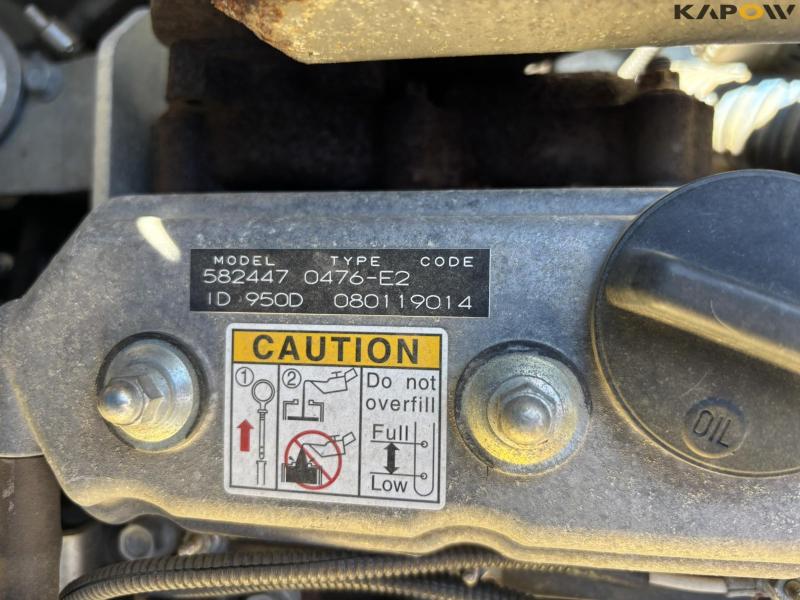 KAPOW
MODEL TYPE CODE
582447 0476-E2
ID 950D 080119014
CAUTION
① ② Do not
overfill
Full
Low
OIL